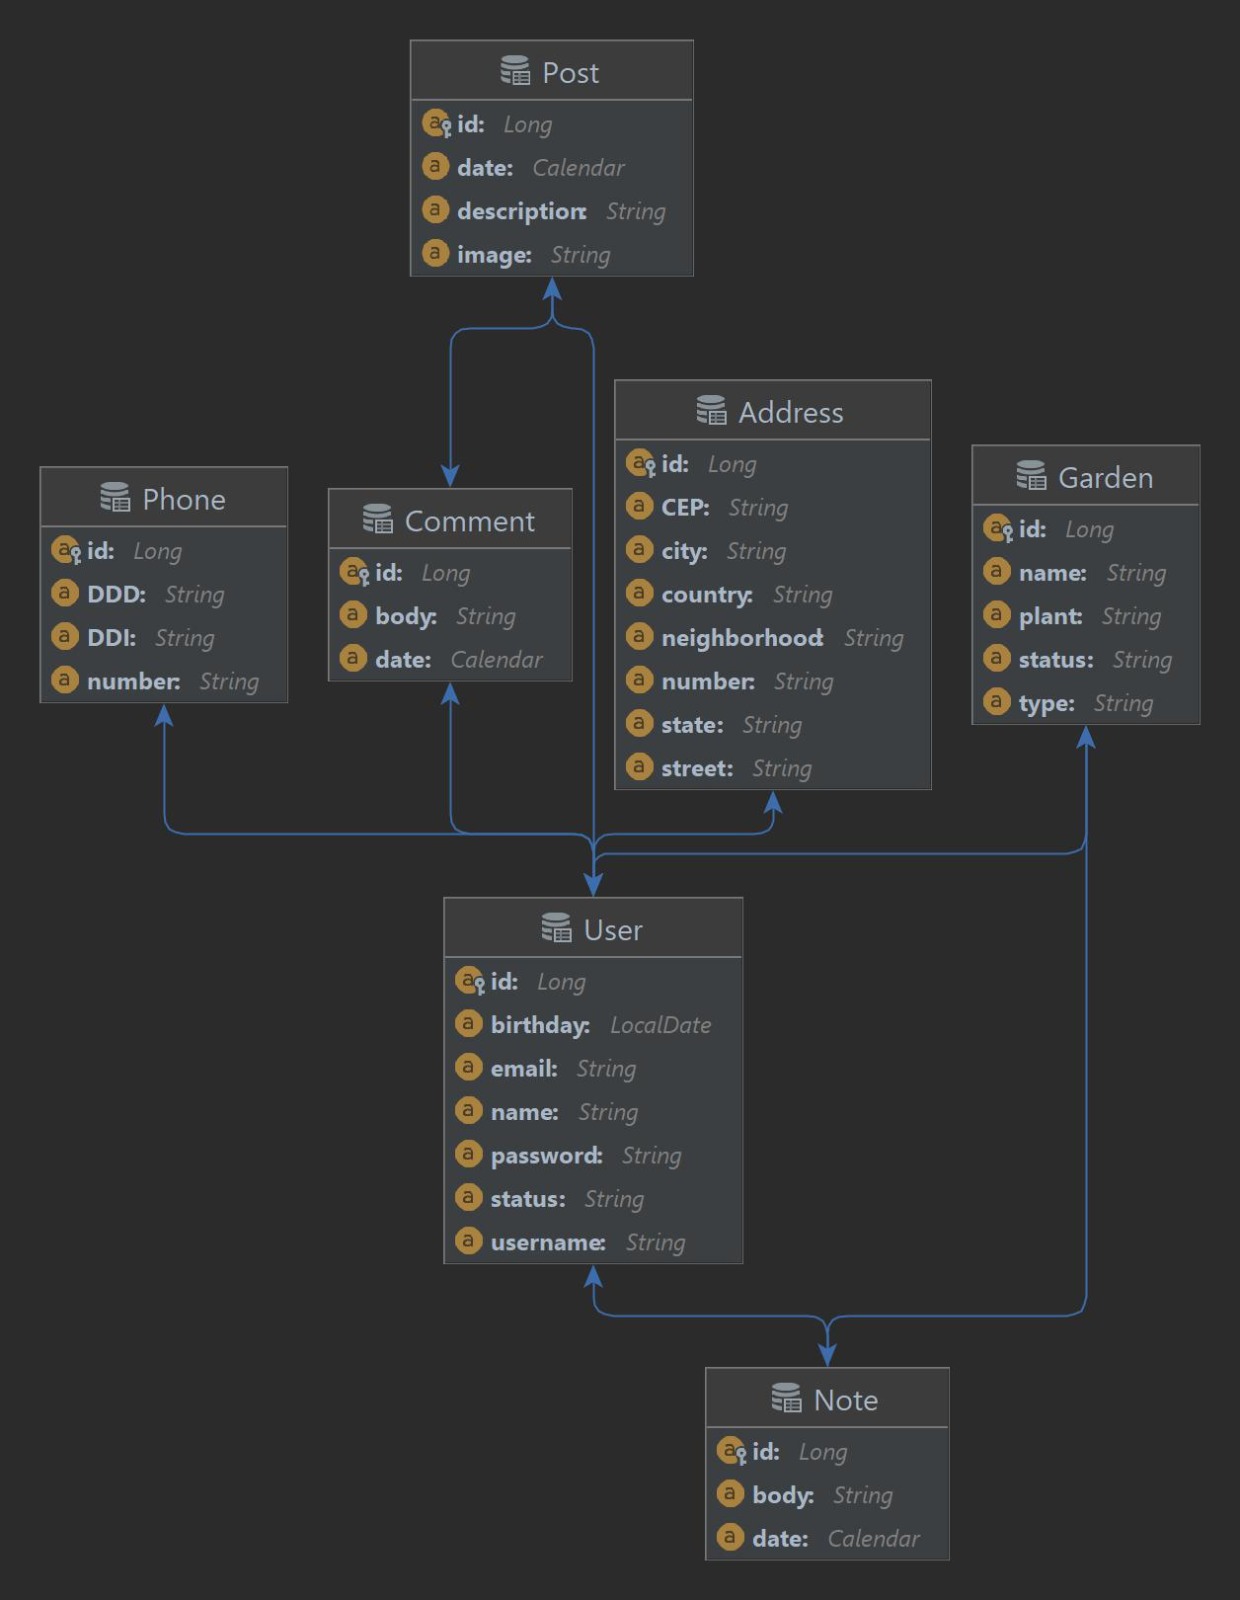 Post
id: Long
date: Calendar
description: String
image: String
Address
id: Long
CEP: String
city: String
country: String
neighborhood: String
number: String
state: String
street: String
Garden
id: Long
name: String
plant: String
status: String
type: String
Phone
id: Long
DDD: String
DDI: String
number: String
Comment
id: Long
body: String
date: Calendar
User
id: Long
birthday: LocalDate
email: String
name: String
password: String
status: String
username: String
Note
id: Long
body: String
date: Calendar